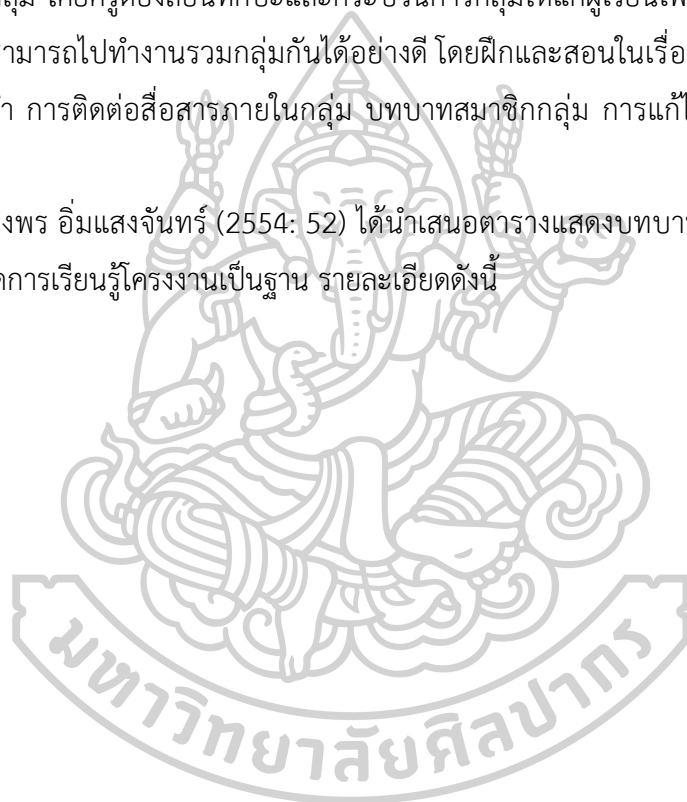 ลุ่ม โดยครูต้องสอนทักษะและกระบวนการกลุ่มให้แก่ผู้เรียนเพ
ามารถไปทำงานรวมกลุ่มกันได้อย่างดี โดยฝึกและสอนในเรื่อ
การติดต่อสื่อสารภายในกลุ่ม บทบาทสมาชิกกลุ่ม การแก้ไ
งพร อิ่มแสงจันทร์ (2554: 52) ได้นำเสนอตารางแสดงบทบา
การเรียนรู้โครงงานเป็นฐาน รายละเอียดดังนี้
มหาวิทยาลัยศิลปากร